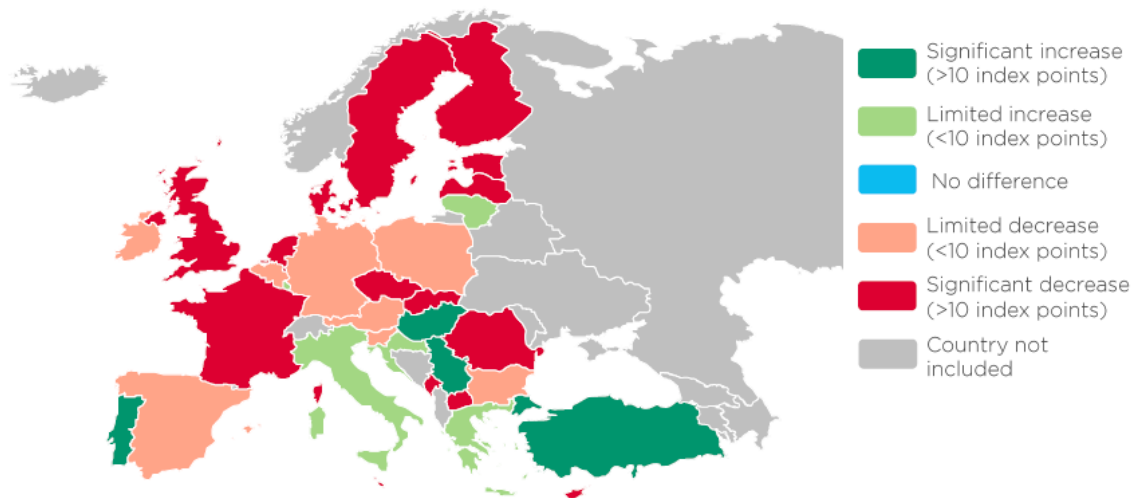 Significant increase
(>10 index points)
Limited increase
(<10 index points)
No difference
Limited decrease
(<10 index points)
Significant decrease
(>10 index points)
Country not
included